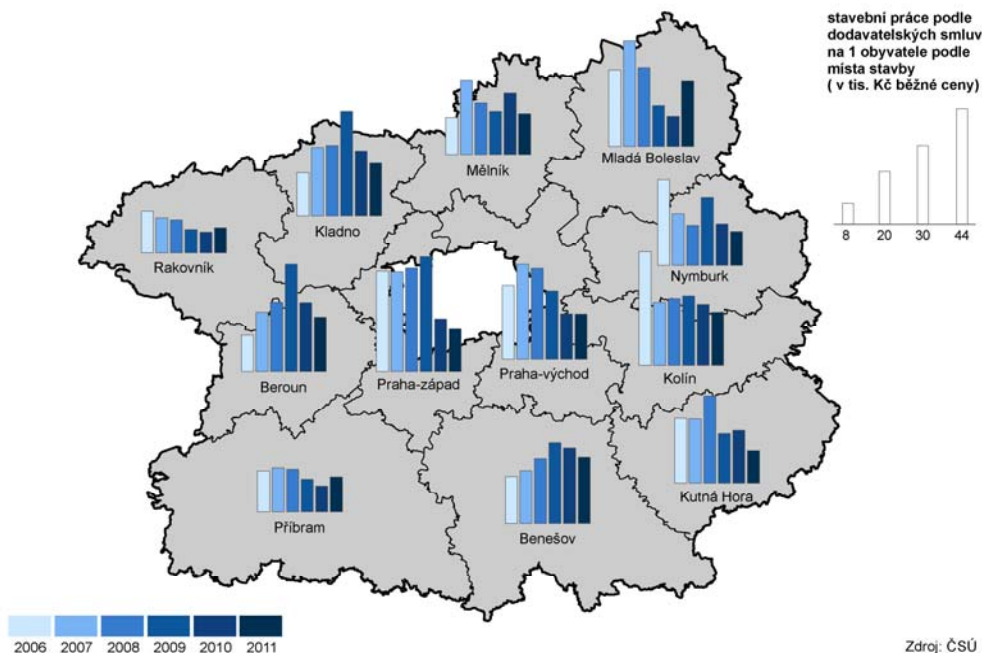 stavební práce podle
dodavatelských smluv
na 1 obyvatele podle
místa stavby
( v tis. Kč běžné ceny)
8 20 30 44
Mladá Boleslav
Mělník
Kladno
Rakovník
Nymburk
Beroun
Praha-západ
Praha-východ
Kolín
Kutná Hora
Příbram
Benešov
2006 2007 2008 2009 2010 2011
Zdroj: ČSÚ